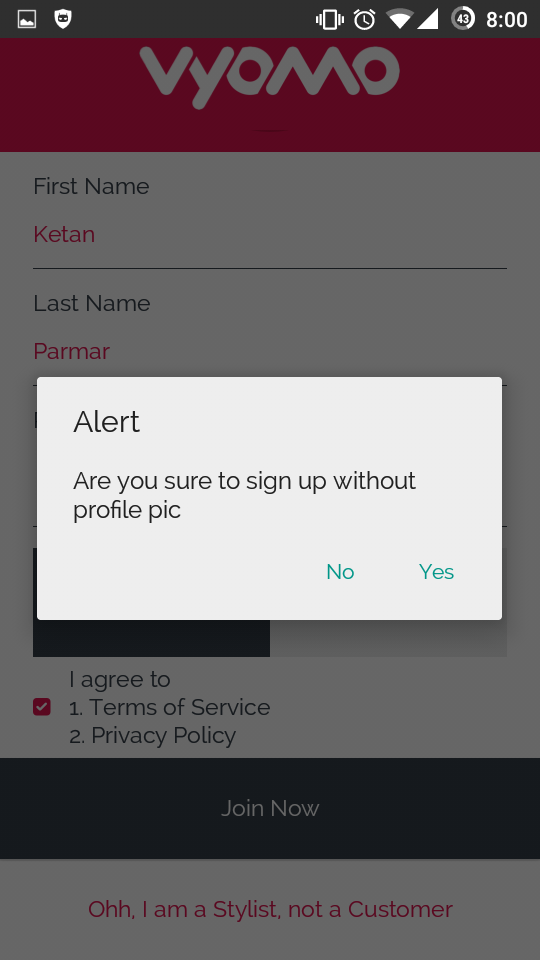 43 8:00
VYOMO
First Name
Ketan
Last Name
Parmar
Alert
Are you sure to sign up without
profile pic
No Yes
I agree to
1. Terms of Service
2. Privacy Policy
Join Now
Ohh, I am a Stylist, not a Customer